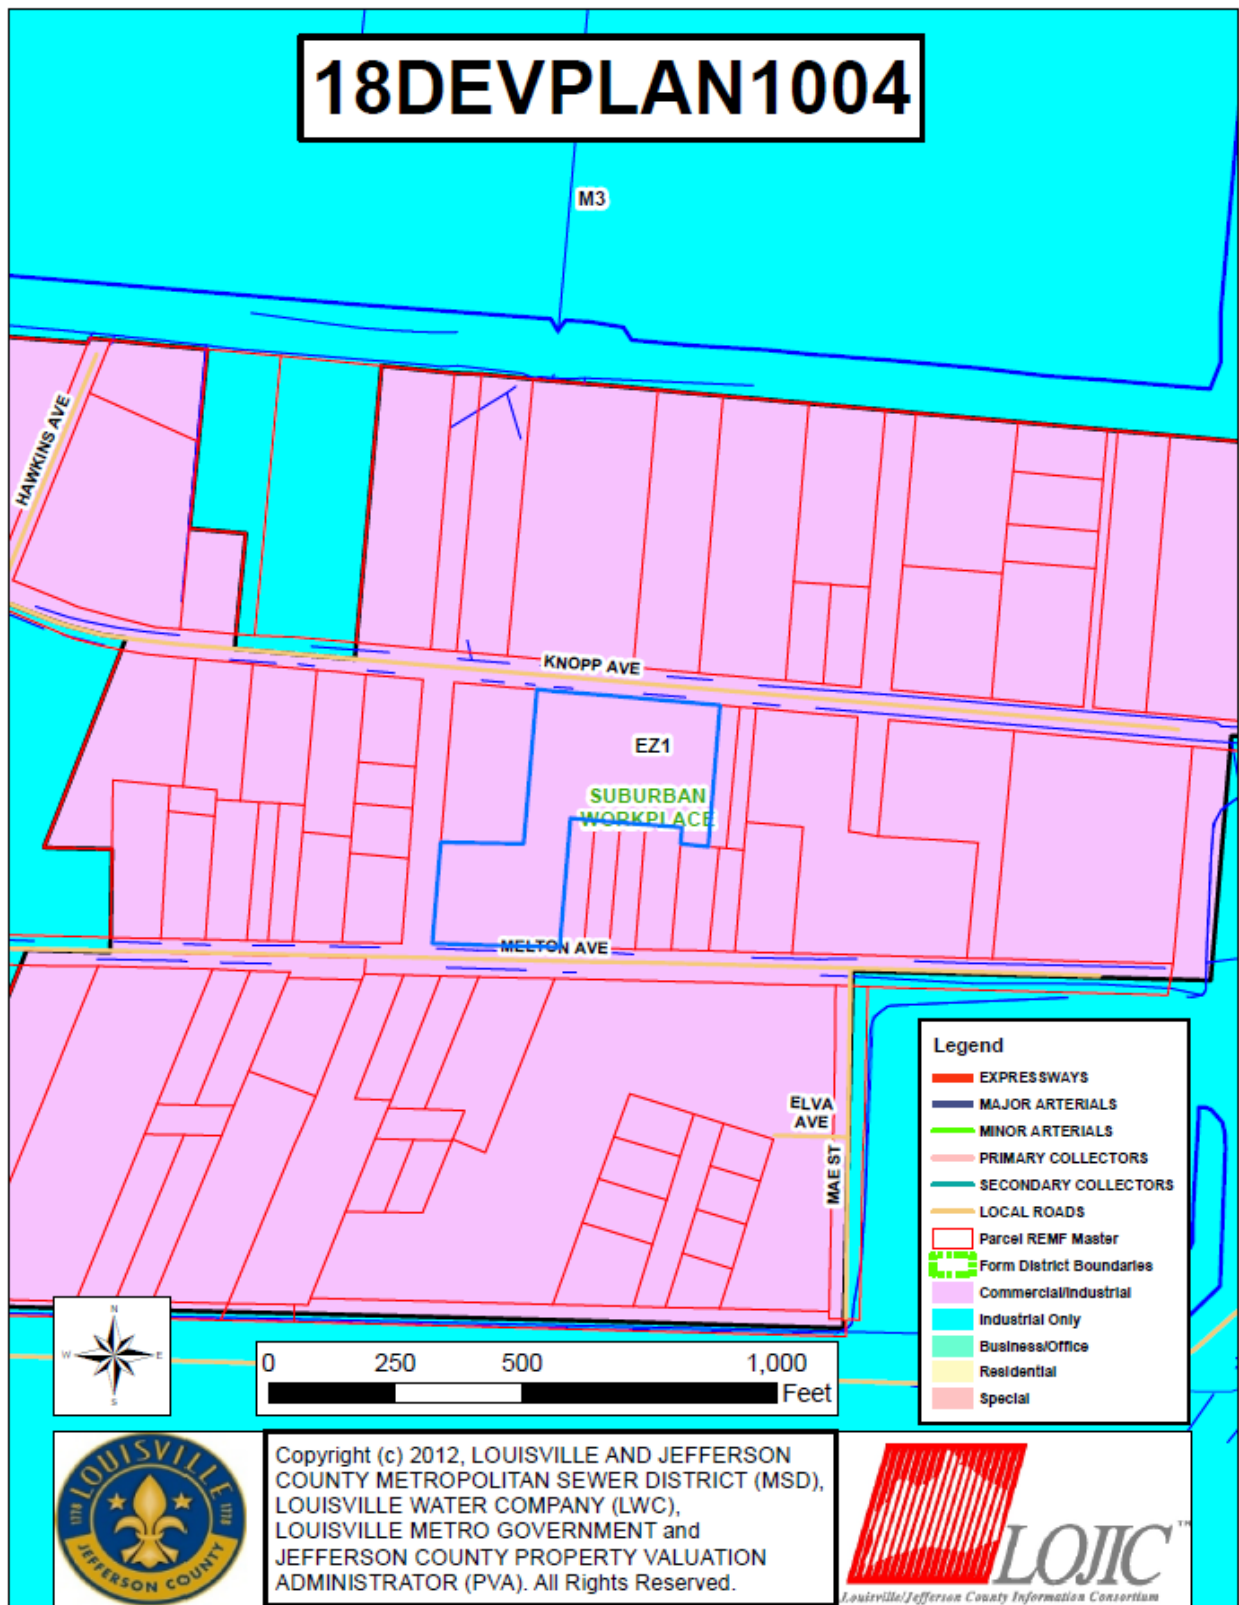 18DEVPLAN1004
M3
HAWKINS AVE
KNOPP AVE
EZ1
SUBURBAN
WORKPLACE
MELTON AVE
ELVA
AVE
MAE ST
Legend
EXPRESSWAYS
MAJOR ARTERIALS
MINOR ARTERIALS
PRIMARY COLLECTORS
SECONDARY COLLECTORS
LOCAL ROADS
Parcel REMF Master
Form District Boundaries
Commercial/Industrial
Industrial Only
Business/Office
Residential
Special
N
W E
S
0 250 500 1,000
Feet
LOUISVILLE
1778 1778
JEFFERSON COUNTY
Copyright (c) 2012, LOUISVILLE AND JEFFERSON
COUNTY METROPOLITAN SEWER DISTRICT (MSD),
LOUISVILLE WATER COMPANY (LWC),
LOUISVILLE METRO GOVERNMENT and
JEFFERSON COUNTY PROPERTY VALUATION
ADMINISTRATOR (PVA). All Rights Reserved.
LOJIC™
Louisville/Jefferson County Information Consortium